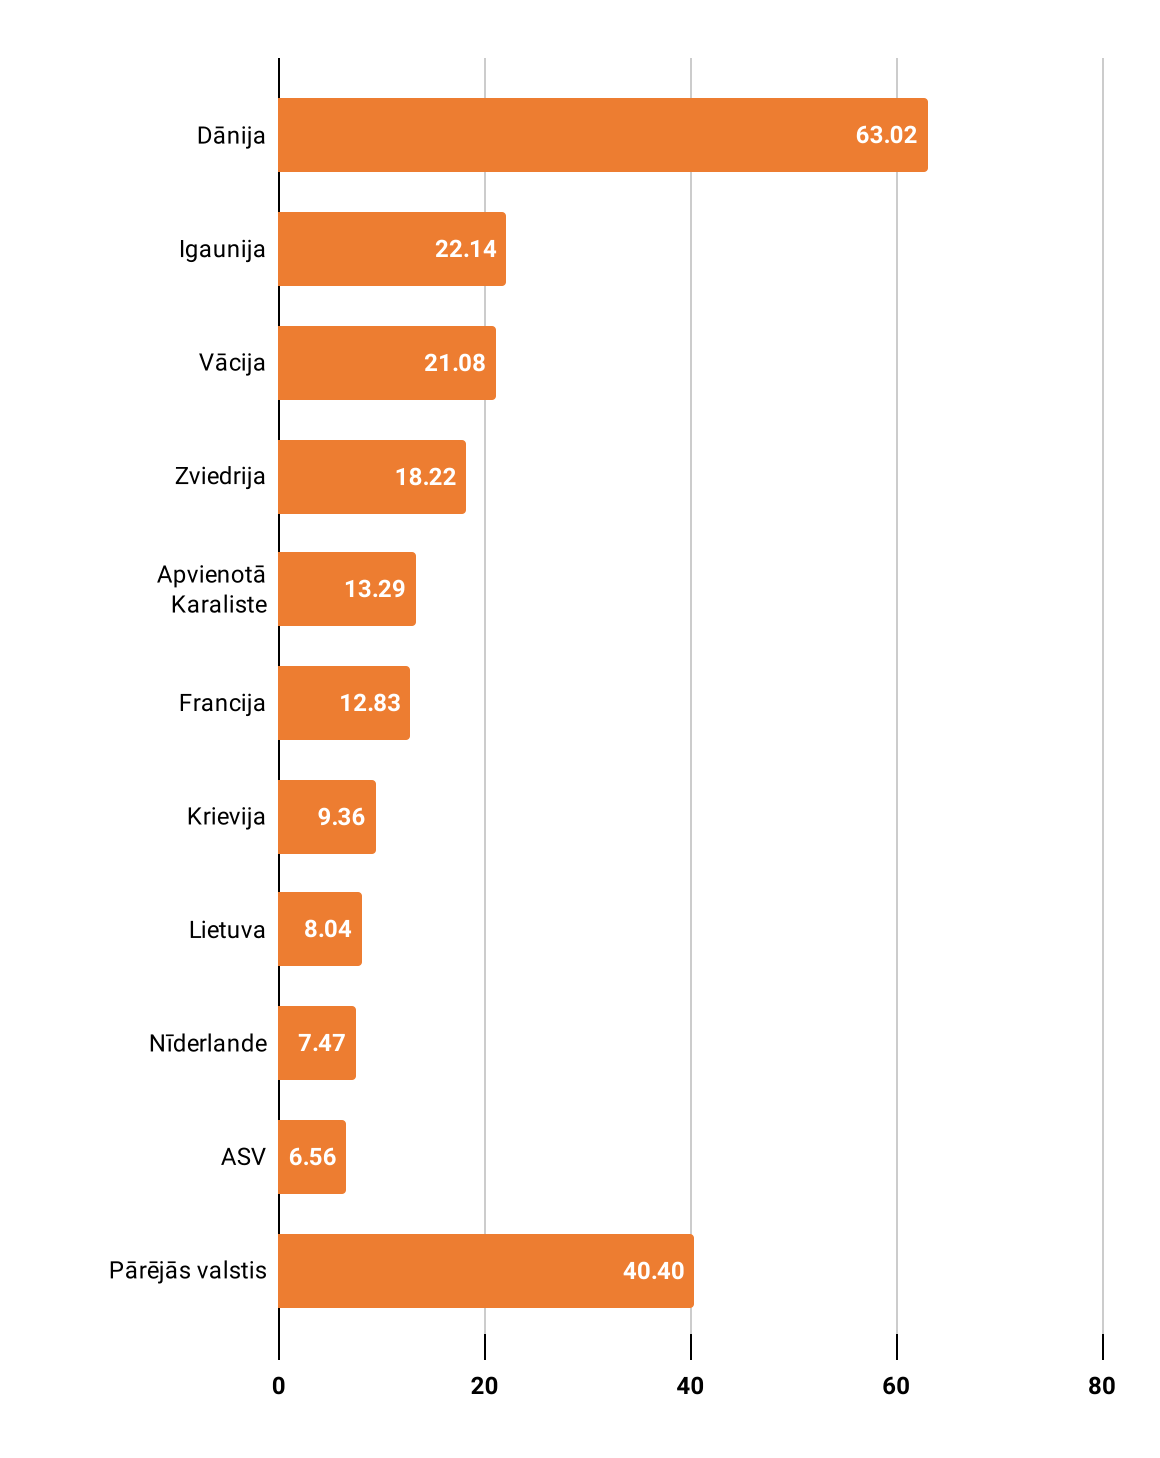 Dānija 63.02
Igaunija 22.14
Vācija 21.08
Zviedrija 18.22
Apvienotā
Karaliste 13.29
Francija 12.83
Krievija 9.36
Lietuva 8.04
Nīderlande 7.47
ASV 6.56
Pārējās valstis 40.40
0 20 40 60 80